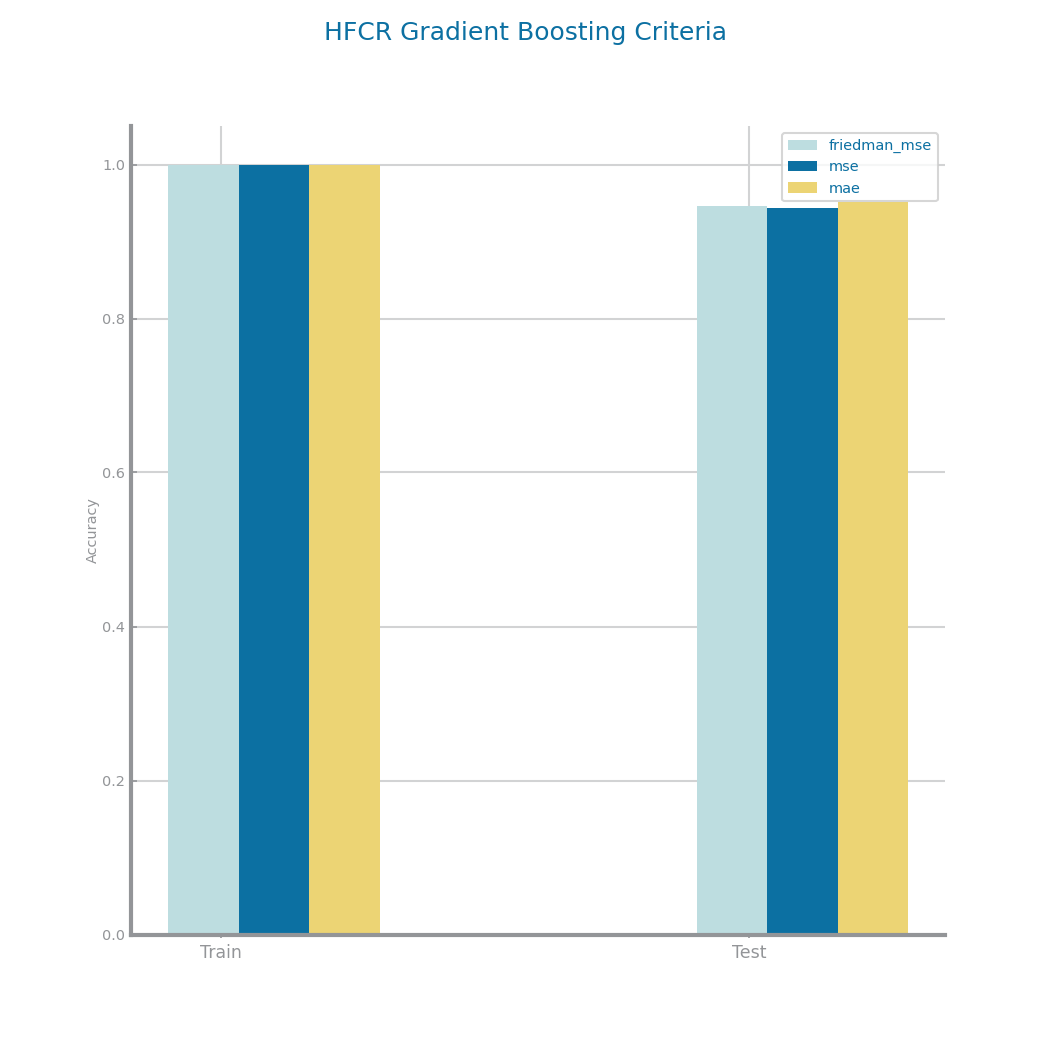 HFCR Gradient Boosting Criteria
friedman_mse
mse
mae
1.0
0.8
0.6
0.4
0.2
0.0
Accuracy
Train
Test